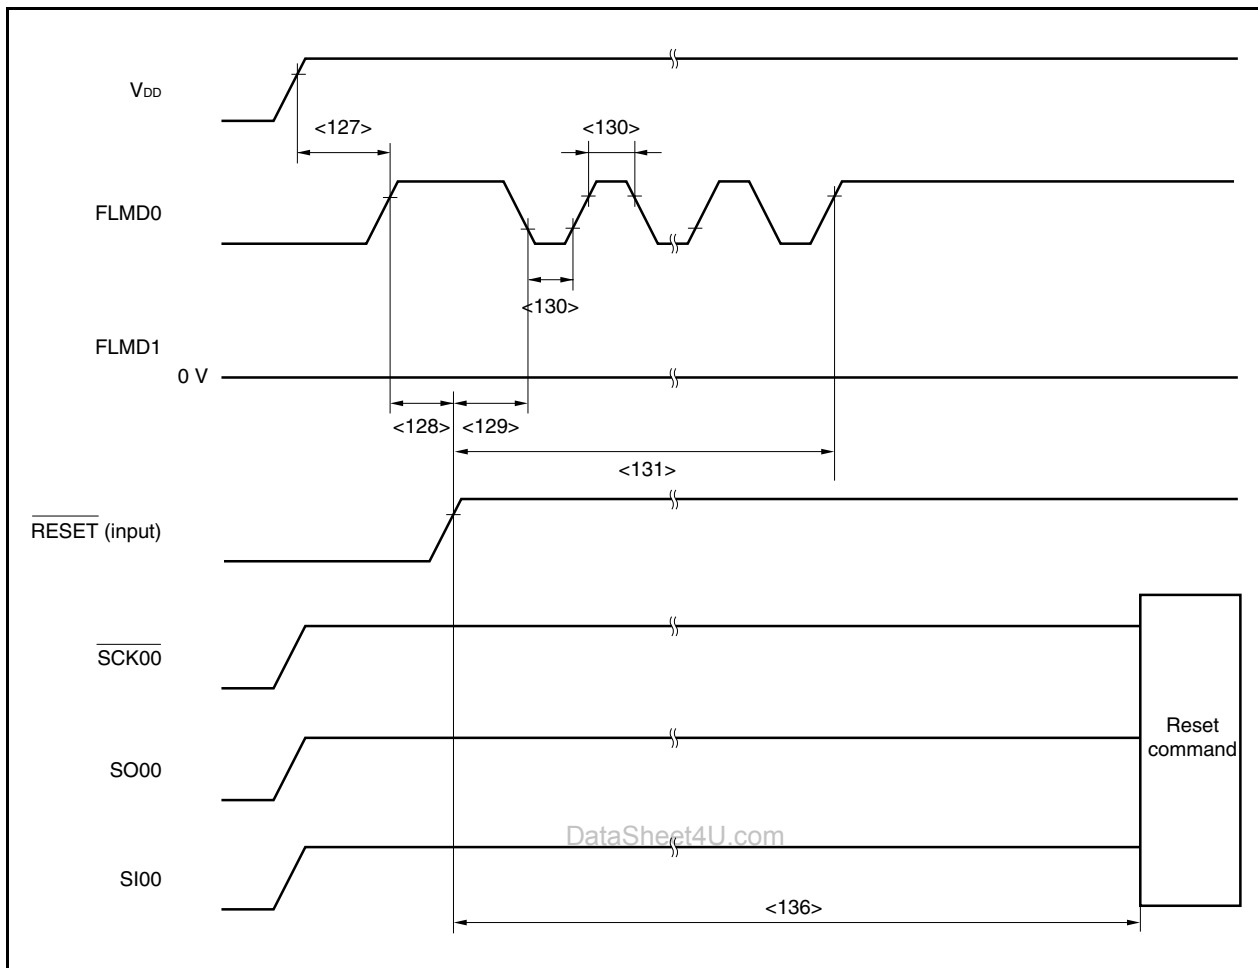 VDD
<127>
<130>
FLMD0
<130>
FLMD1
0 V
<128>
<129>
<131>
RESET (input)
SCK00
Reset
command
SO00
DataSheet4U.com
SI00
<136>